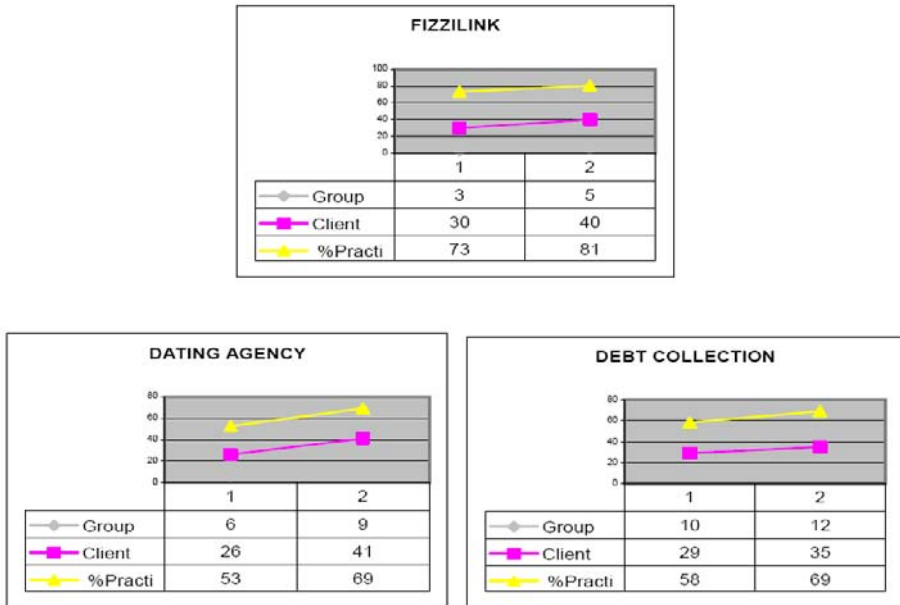 FIZZILINK
100
80
60
40
20
0
1 2
Group 3 5
Client 30 40
%Practi 73 81
DATING AGENCY
80
60
40
20
0
1 2
Group 6 9
Client 26 41
%Practi 53 69
DEBT COLLECTION
80
60
40
20
0
1 2
Group 10 12
Client 29 35
%Practi 58 69